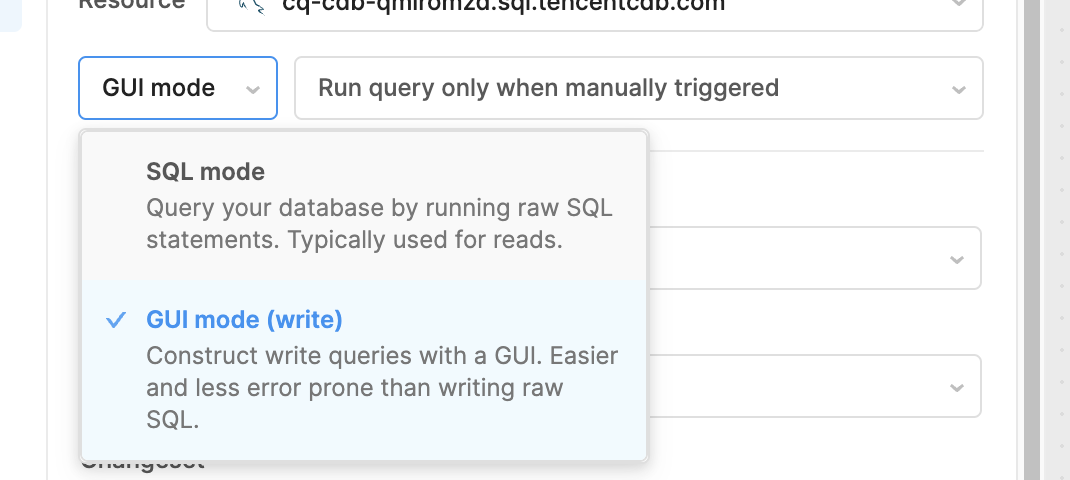 Resource
cq-cdb-qmlromzd.sql.tencentcdb.com
GUI mode
Run query only when manually triggered
SQL mode
Query your database by running raw SQL
statements. Typically used for reads.
GUI mode (write)
Construct write queries with a GUI. Easier
and less error prone than writing raw
SQL.
Changeset